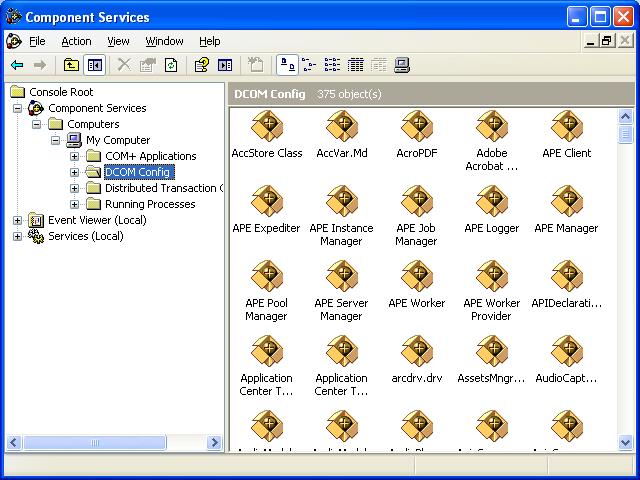 Component Services
File Action View Window Help
Console Root
Component Services
Computers
My Computer
COM+ Applications
DCOM Config
Distributed Transaction
Running Processes
Event Viewer (Local)
Services (Local)
DCOM Config 375 object(s)
AccStore Class
AccVar.Md
AcroPDF
Adobe
Acrobat ...
APE Client
APE Expediter
APE Instance
Manager
APE Job
Manager
APE Logger
APE Manager
APE Pool
Manager
APE Server
Manager
APE Worker
APE Worker
Provider
APIDeclarati...
Application
Center T...
Application
Center T...
arcdrv.drv
AssetsMngr...
AudioCapt...